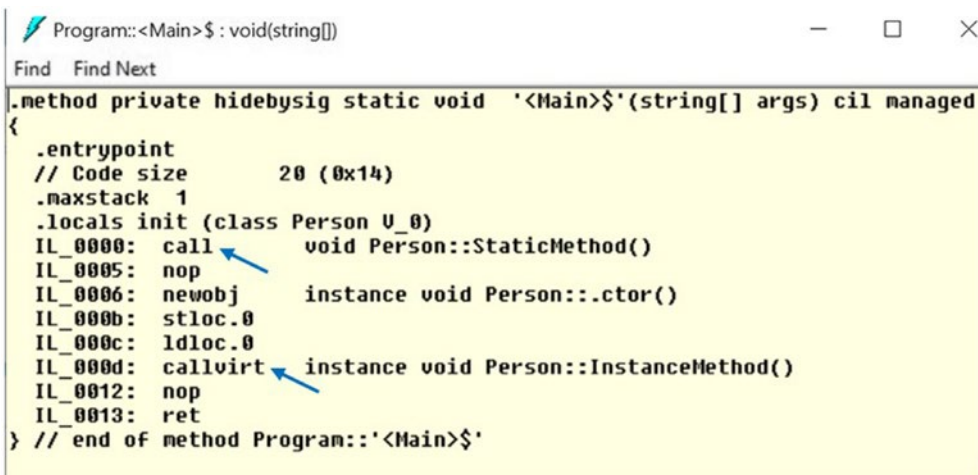 Program::<Main>$ : void(string[])
Find Find Next
.method private hidebysig static void '<Main>$'(string[] args) cil managed
{
.entrypoint
// Code size 20 (0x14)
.maxstack 1
.locals init (class Person V_0)
IL_0000: call void Person::StaticMethod()
IL_0005: nop
IL_0006: newobj instance void Person::.ctor()
IL_000b: stloc.0
IL_000c: ldloc.0
IL_000d: callvirt instance void Person::InstanceMethod()
IL_0012: nop
IL_0013: ret
} // end of method Program::'<Main>$'